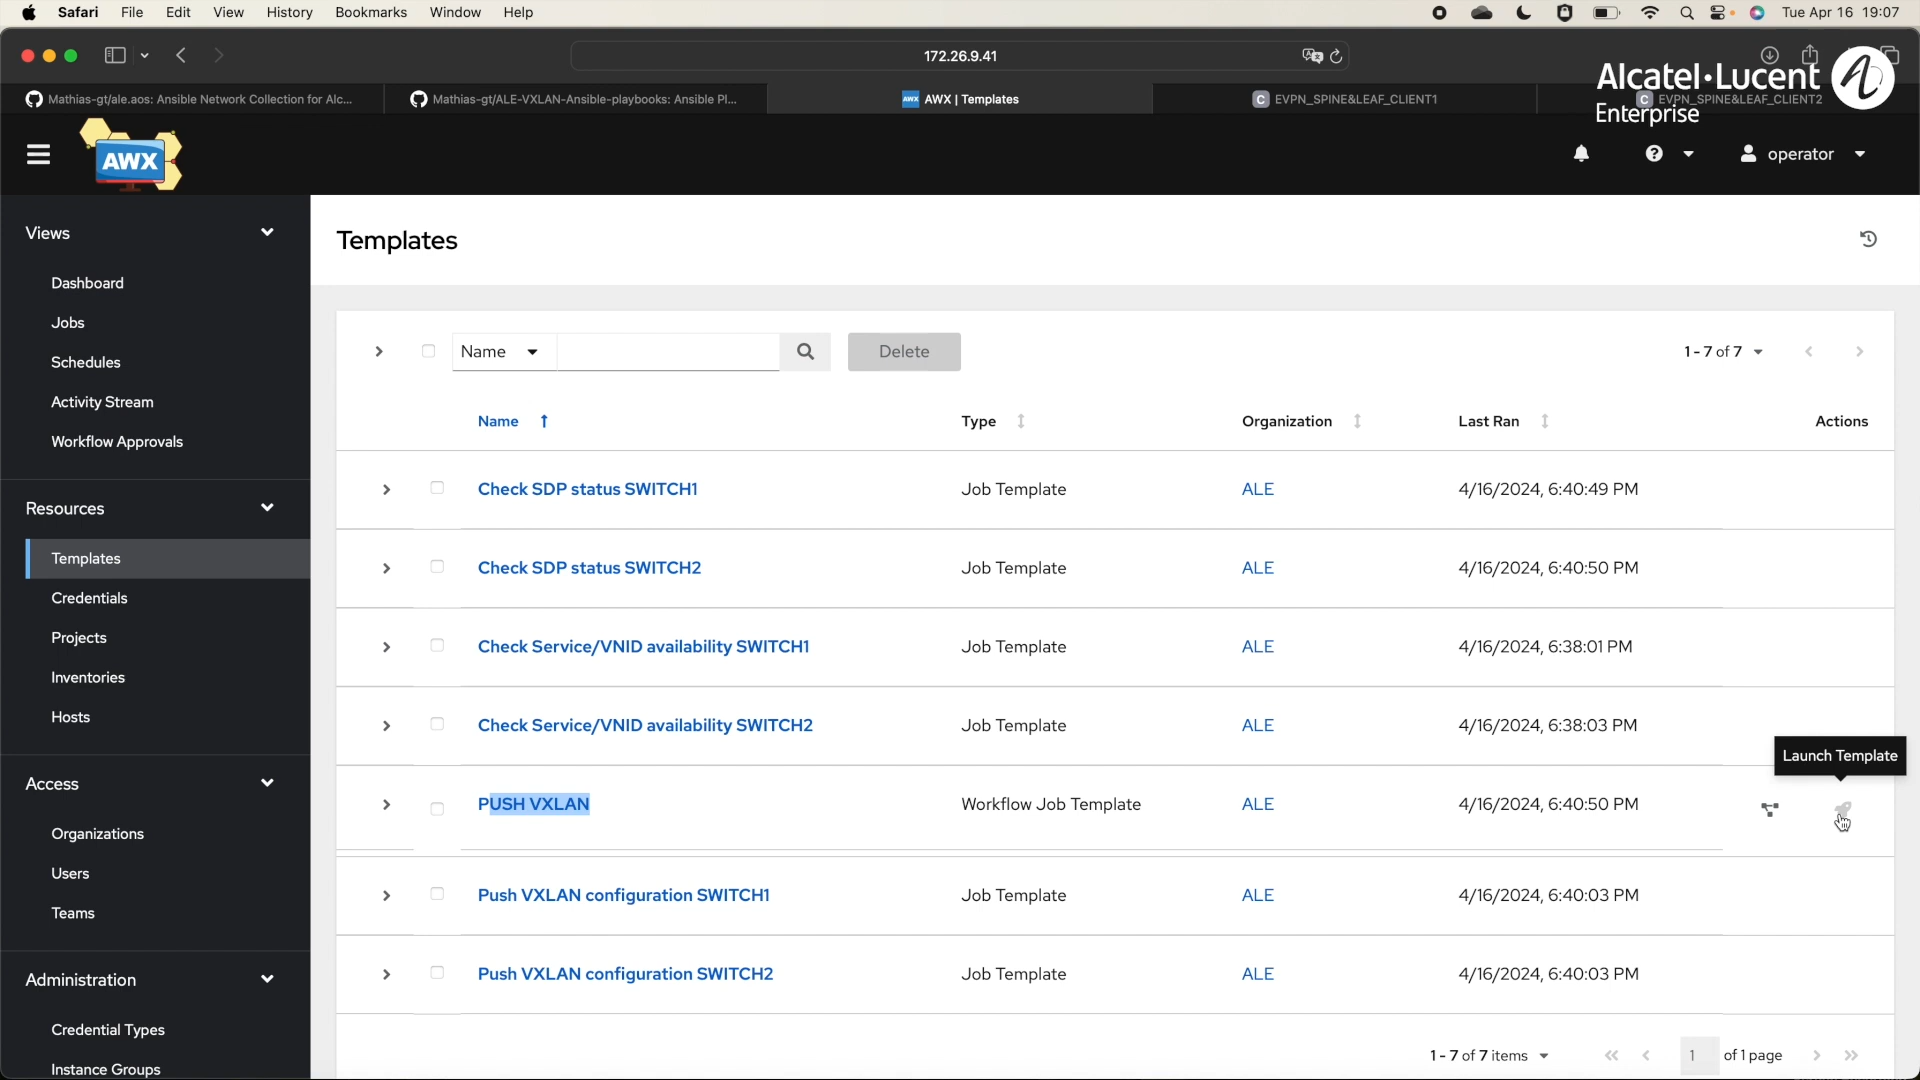 Safari File Edit View History Bookmarks Window Help Tue Apr 16 19:07
172.26.9.41
Alcatel·Lucent
Enterprise
Mathias-gt/ale.aos: Ansible Network Collection for Alc...
Mathias-gt/ALE-VXLAN-Ansible-playbooks: Ansible Pl...
AWX AWX | Templates
C EVPN_SPINE&LEAF_CLIENT1
C EVPN_SPINE&LEAF_CLIENT2
AWX
operator
Views
Dashboard
Jobs
Schedules
Activity Stream
Workflow Approvals
Resources
Templates
Credentials
Projects
Inventories
Hosts
Access
Organizations
Users
Teams
Administration
Credential Types
Instance Groups
Templates
Name Delete 1 - 7 of 7
Name Type Organization Last Ran Actions
Check SDP status SWITCH1 Job Template ALE 4/16/2024, 6:40:49 PM
Check SDP status SWITCH2 Job Template ALE 4/16/2024, 6:40:50 PM
Check Service/VNID availability SWITCH1 Job Template ALE 4/16/2024, 6:38:01 PM
Check Service/VNID availability SWITCH2 Job Template ALE 4/16/2024, 6:38:03 PM
Launch Template
PUSH VXLAN Workflow Job Template ALE 4/16/2024, 6:40:50 PM
Push VXLAN configuration SWITCH1 Job Template ALE 4/16/2024, 6:40:03 PM
Push VXLAN configuration SWITCH2 Job Template ALE 4/16/2024, 6:40:03 PM
1 - 7 of 7 items 1 of 1 page